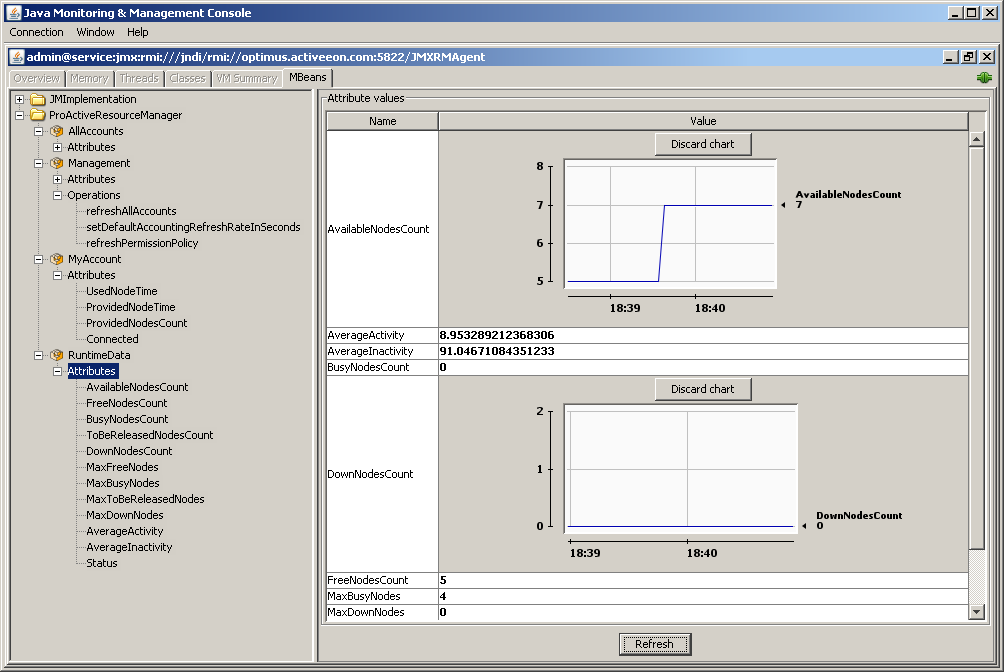 Java Monitoring & Management Console
Connection Window Help
admin@service:jmx:rmi:///jndi/rmi://optimus.activeeon.com:5822/JMXRMAgent
Overview Memory Threads Classes VM Summary MBeans
JMImplementation
ProActiveResourceManager
AllAccounts
Attributes
Management
Attributes
Operations
refreshAllAccounts
setDefaultAccountingRefreshRateInSeconds
refreshPermissionPolicy
MyAccount
Attributes
UsedNodeTime
ProvidedNodeTime
ProvidedNodesCount
Connected
RuntimeData
Attributes
AvailableNodesCount
FreeNodesCount
BusyNodesCount
ToBeReleasedNodesCount
DownNodesCount
MaxFreeNodes
MaxBusyNodes
MaxToBeReleasedNodes
MaxDownNodes
AverageActivity
AverageInactivity
Status
Attribute values
Name Value
Discard chart
AvailableNodesCount
8
7
6
5
18:39 18:40
AvailableNodesCount
7
AverageActivity 8.953289212368306
AverageInactivity 91.04671084351233
BusyNodesCount 0
Discard chart
DownNodesCount
2
1
0
18:39 18:40
DownNodesCount
0
FreeNodesCount 5
MaxBusyNodes 4
MaxDownNodes 0
Refresh